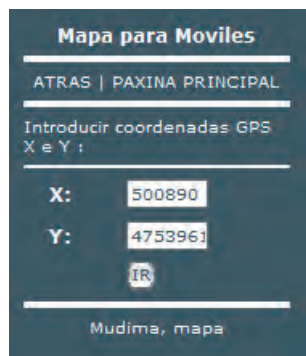 Mapa para Moviles
ATRAS | PAXINA PRINCIPAL
Introducir coordenadas GPS
X e Y :
X: 500890
Y: 4753961
IR
Mudima, mapa